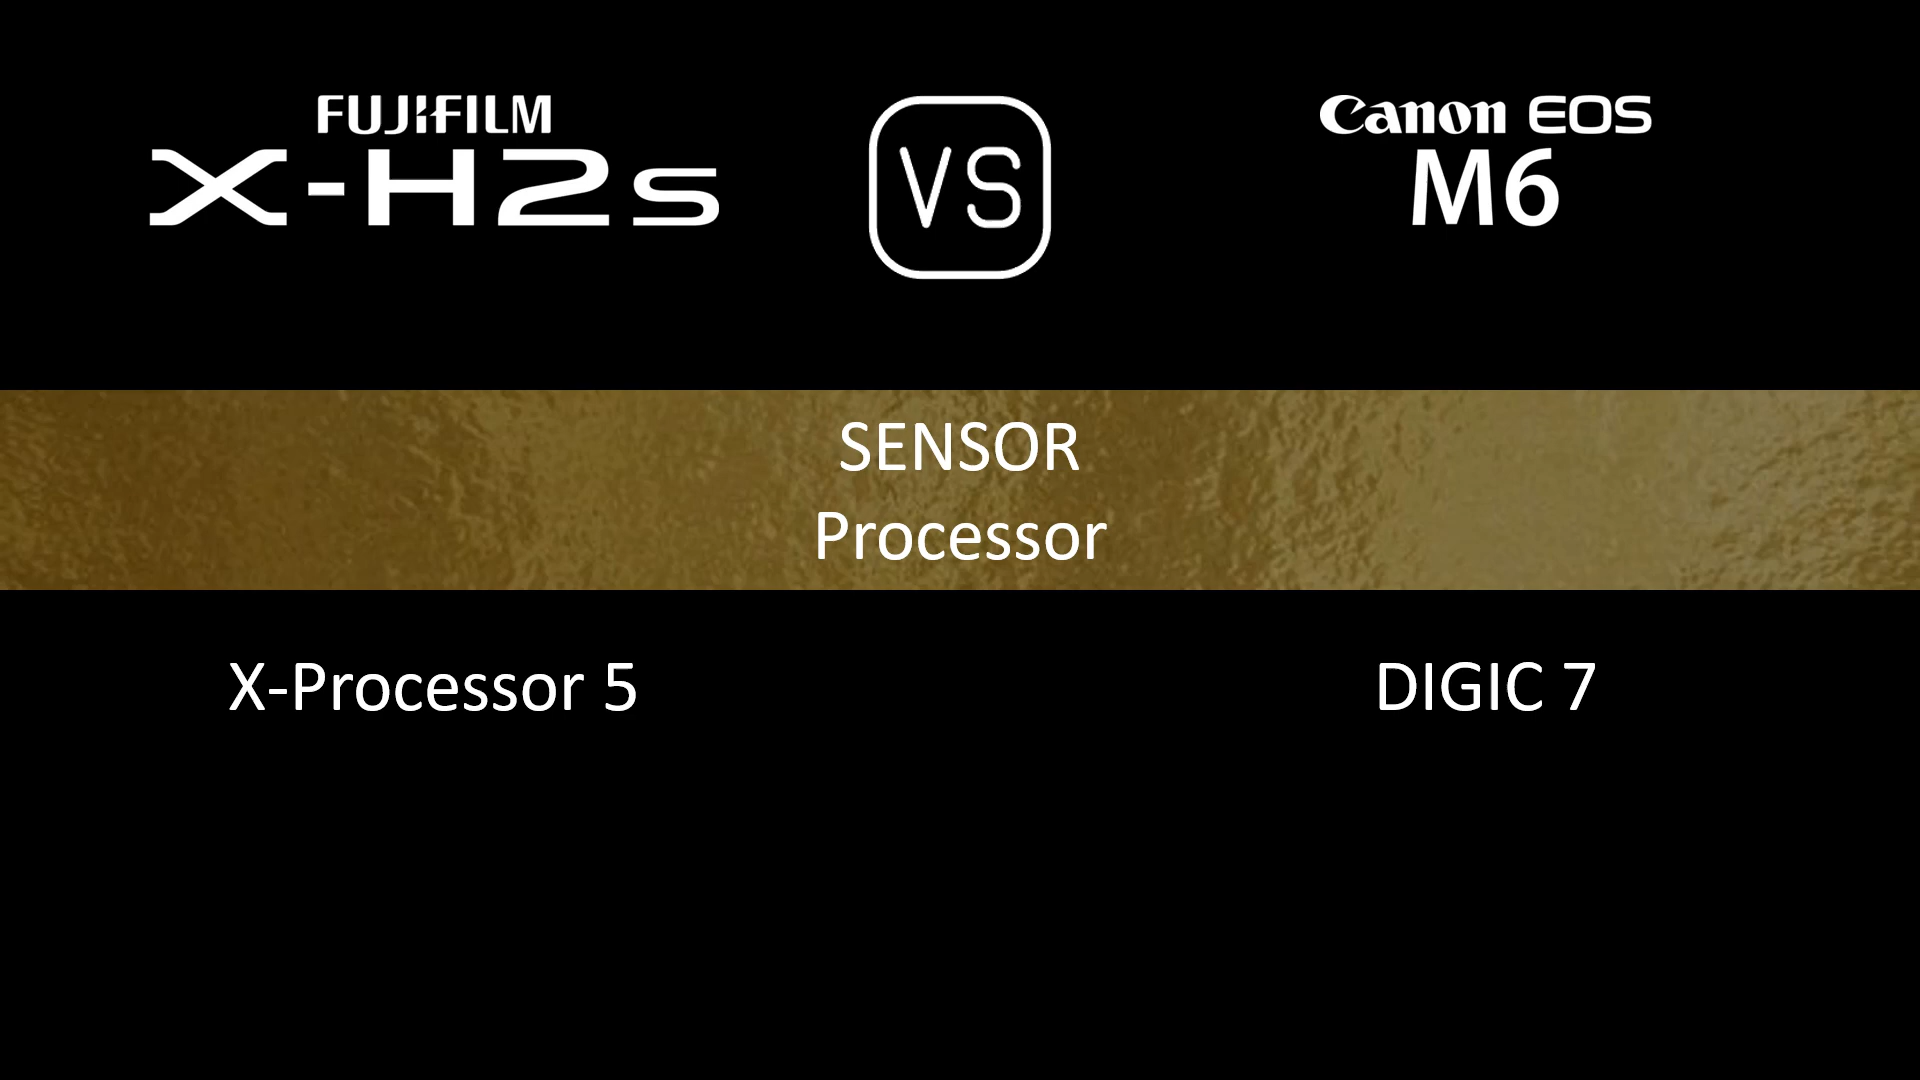 FUJIFILM
X-H2s
VS
Canon EOS
M6
SENSOR
Processor
X-Processor 5
DIGIC 7